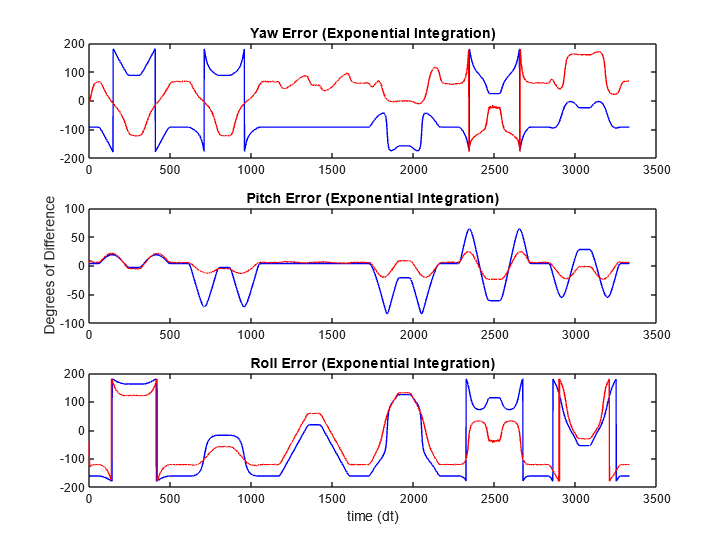 Yaw Error (Exponential Integration)
200
100
0
-100
-200
0 500 1000 1500 2000 2500 3000 3500
Pitch Error (Exponential Integration)
Degrees of Difference
100
50
0
-50
-100
0 500 1000 1500 2000 2500 3000 3500
Roll Error (Exponential Integration)
200
100
0
-100
-200
0 500 1000 1500 2000 2500 3000 3500
time (dt)